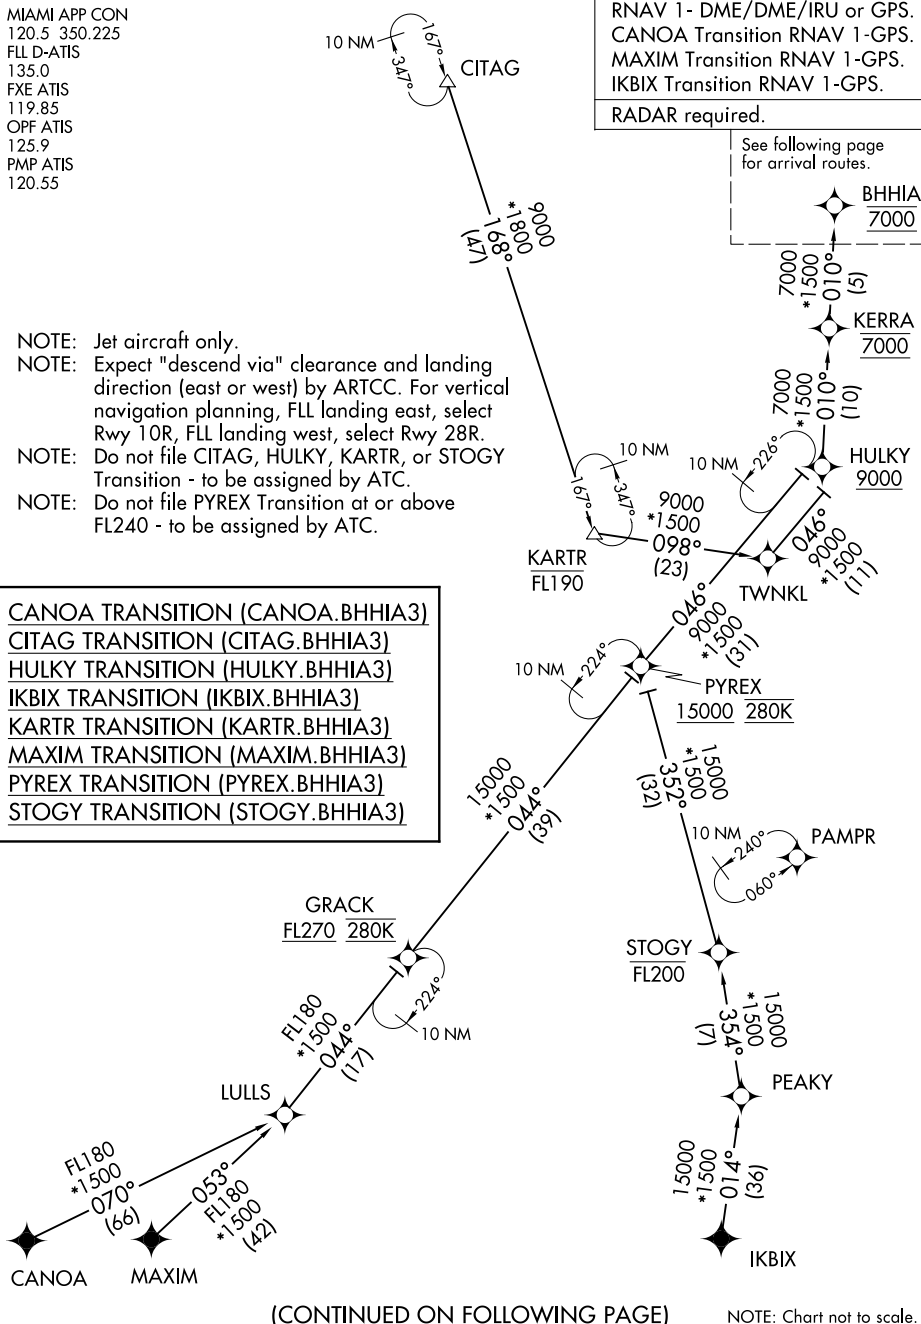 MIAMI APP CON
120.5 350.225
FLL D-ATIS
135.0
FXE ATIS
119.85
OPF ATIS
125.9
PMP ATIS
120.55
RNAV 1- DME/DME/IRU or GPS.
CANOA Transition RNAV 1-GPS.
MAXIM Transition RNAV 1-GPS.
IKBIX Transition RNAV 1-GPS.
RADAR required.
See following page
for arrival routes.
10 NM
167°
347°
CITAG
9000
*1800
168°
(47)
BHHIA
7000
7000
*1500
010°
(5)
KERRA
7000
7000
*1500
010°
(10)
NOTE: Jet aircraft only.
NOTE: Expect "descend via" clearance and landing
direction (east or west) by ARTCC. For vertical
navigation planning, FLL landing east, select
Rwy 10R, FLL landing west, select Rwy 28R.
NOTE: Do not file CITAG, HULKY, KARTR, or STOGY
Transition - to be assigned by ATC.
NOTE: Do not file PYREX Transition at or above
FL240 - to be assigned by ATC.
10 NM
226°
HULKY
9000
10 NM
167°
347°
KARTR
FL190
9000
*1500
098°
(23)
TWNKL
046°
9000
*1500
(11)
046°
9000
*1500
(31)
CANOA TRANSITION (CANOA.BHHIA3)
CITAG TRANSITION (CITAG.BHHIA3)
HULKY TRANSITION (HULKY.BHHIA3)
IKBIX TRANSITION (IKBIX.BHHIA3)
KARTR TRANSITION (KARTR.BHHIA3)
MAXIM TRANSITION (MAXIM.BHHIA3)
PYREX TRANSITION (PYREX.BHHIA3)
STOGY TRANSITION (STOGY.BHHIA3)
10 NM
224°
PYREX
15000 280K
15000
*1500
044°
(39)
15000
*1500
352°
(32)
10 NM
240°
060°
PAMPR
GRACK
FL270 280K
224°
10 NM
STOGY
FL200
FL180
*1500
044°
(17)
15000
*1500
354°
(7)
LULLS
PEAKY
FL180
*1500
070°
(66)
053°
FL180
*1500
(42)
15000
*1500
014°
(36)
CANOA
MAXIM
IKBIX
(CONTINUED ON FOLLOWING PAGE)
NOTE: Chart not to scale.